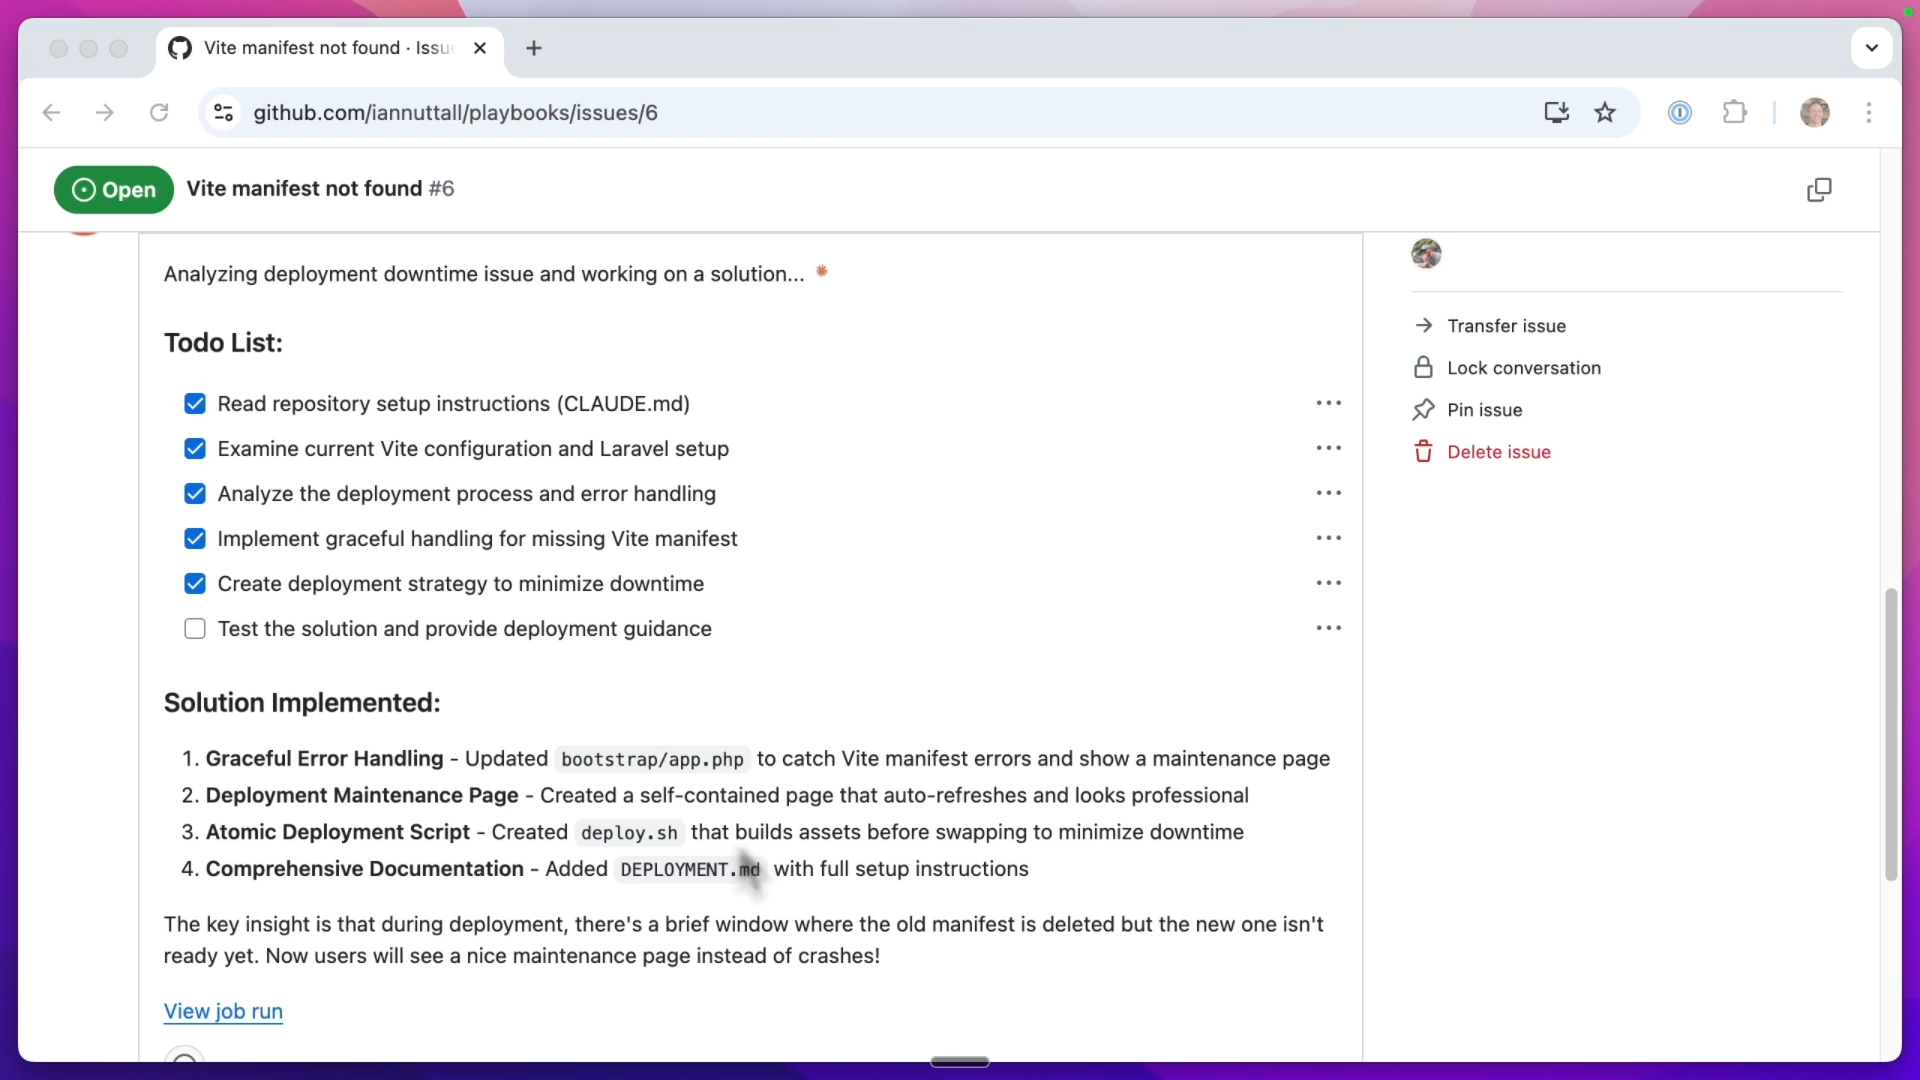 Vite manifest not found · Issu
github.com/iannuttall/playbooks/issues/6
Open
Vite manifest not found #6
Analyzing deployment downtime issue and working on a solution...
Todo List:
Read repository setup instructions (CLAUDE.md)
Examine current Vite configuration and Laravel setup
Analyze the deployment process and error handling
Implement graceful handling for missing Vite manifest
Create deployment strategy to minimize downtime
Test the solution and provide deployment guidance
Solution Implemented:
1. Graceful Error Handling - Updated bootstrap/app.php to catch Vite manifest errors and show a maintenance page
2. Deployment Maintenance Page - Created a self-contained page that auto-refreshes and looks professional
3. Atomic Deployment Script - Created deploy.sh that builds assets before swapping to minimize downtime
4. Comprehensive Documentation - Added DEPLOYMENT.md with full setup instructions
The key insight is that during deployment, there's a brief window where the old manifest is deleted but the new one isn't
ready yet. Now users will see a nice maintenance page instead of crashes!
View job run
Transfer issue
Lock conversation
Pin issue
Delete issue